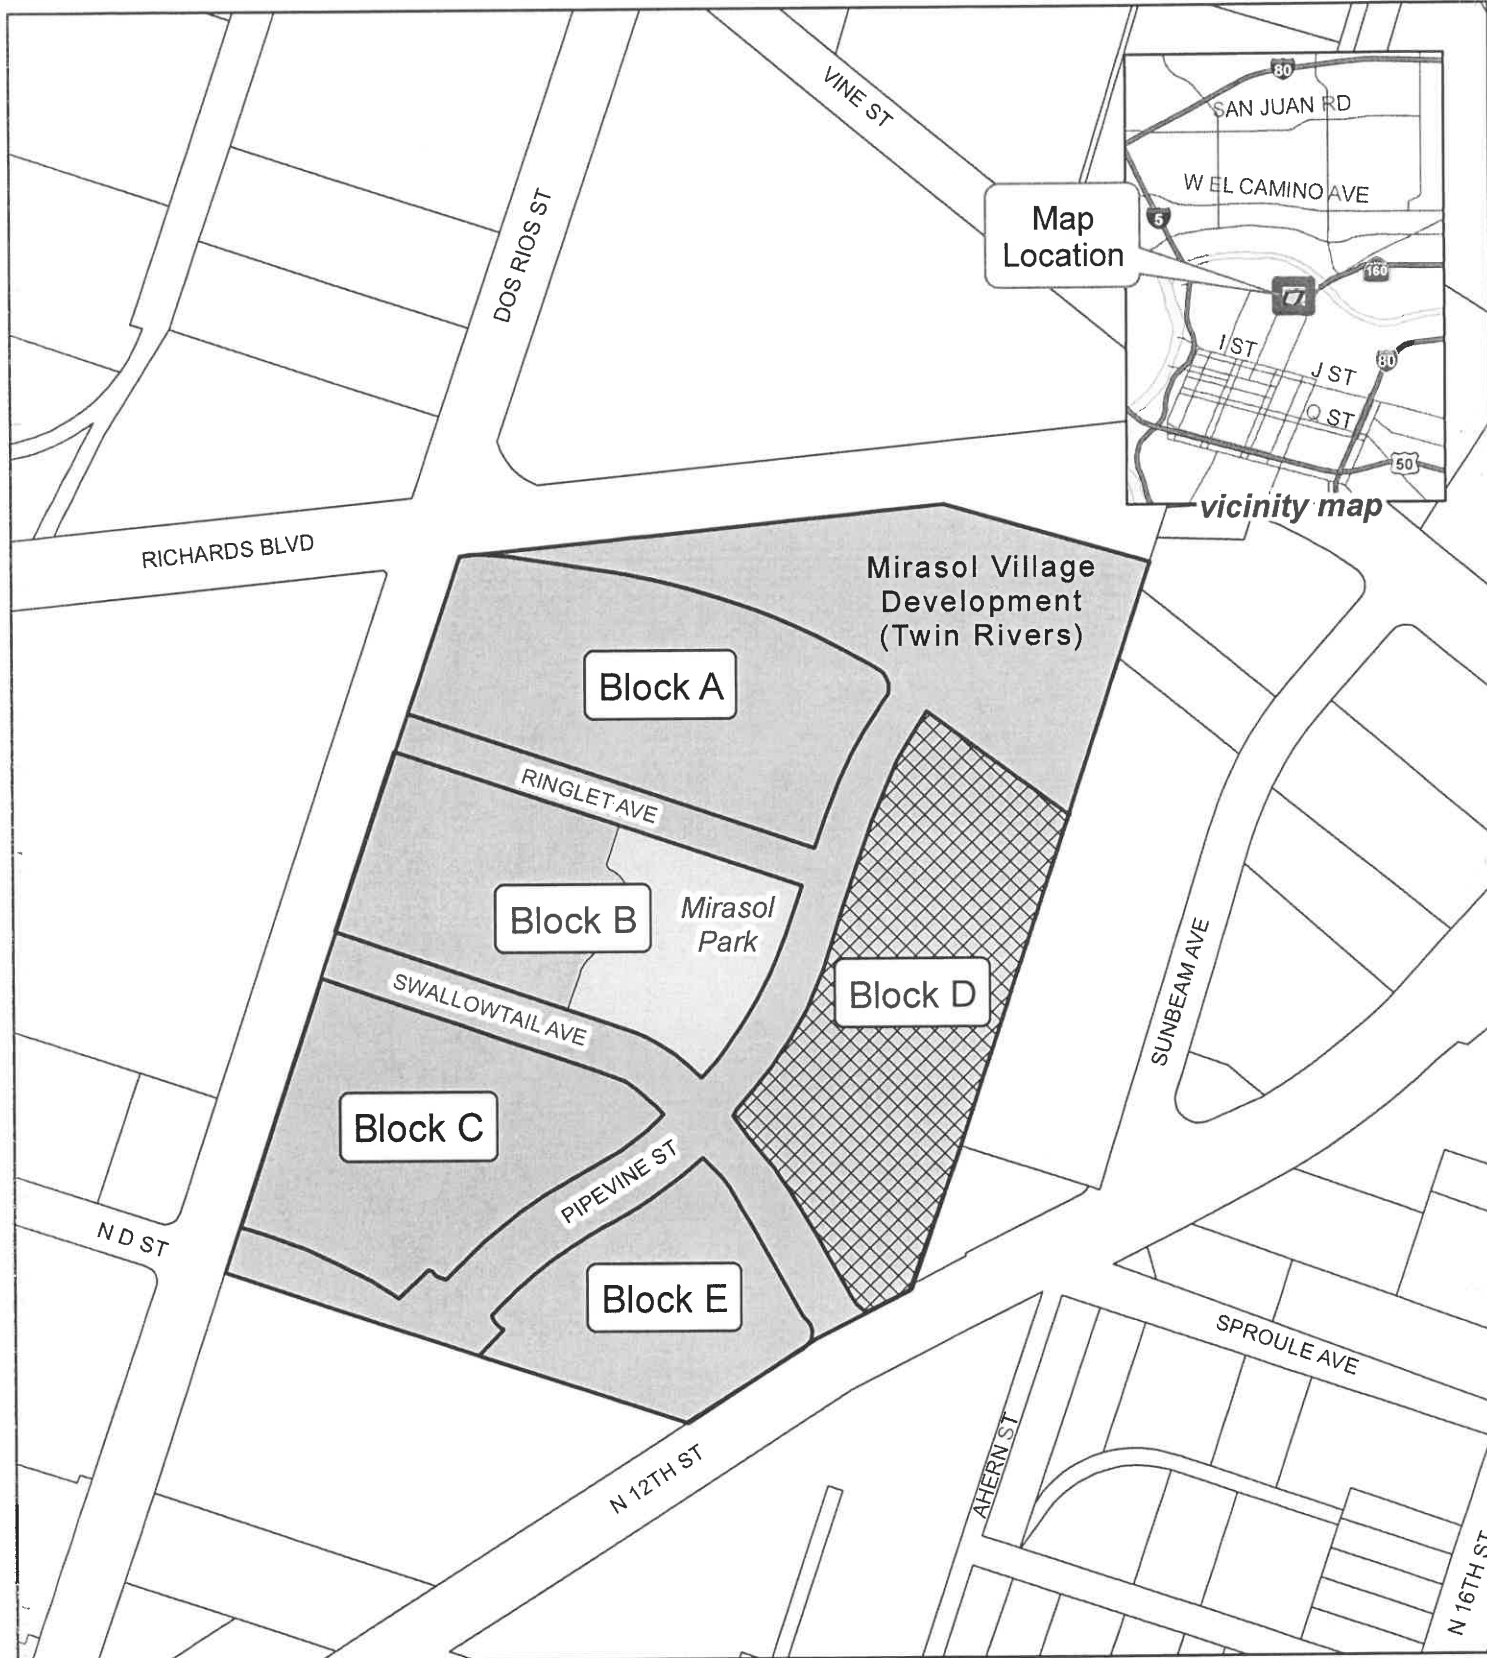 VINE ST
80
SAN JUAN RD
W EL CAMINO AVE
5
Map
Location
160
I ST
J ST
80
Q ST
50
vicinity map
DOS RIOS ST
RICHARDS BLVD
Mirasol Village
Development
(Twin Rivers)
Block A
RINGLET AVE
Block B
Mirasol
Park
Block D
SWALLOWTAIL AVE
SUNBEAM AVE
Block C
PIPEVINE ST
N D ST
Block E
SPROULE AVE
AHERN ST
N 12TH ST
N 16TH ST